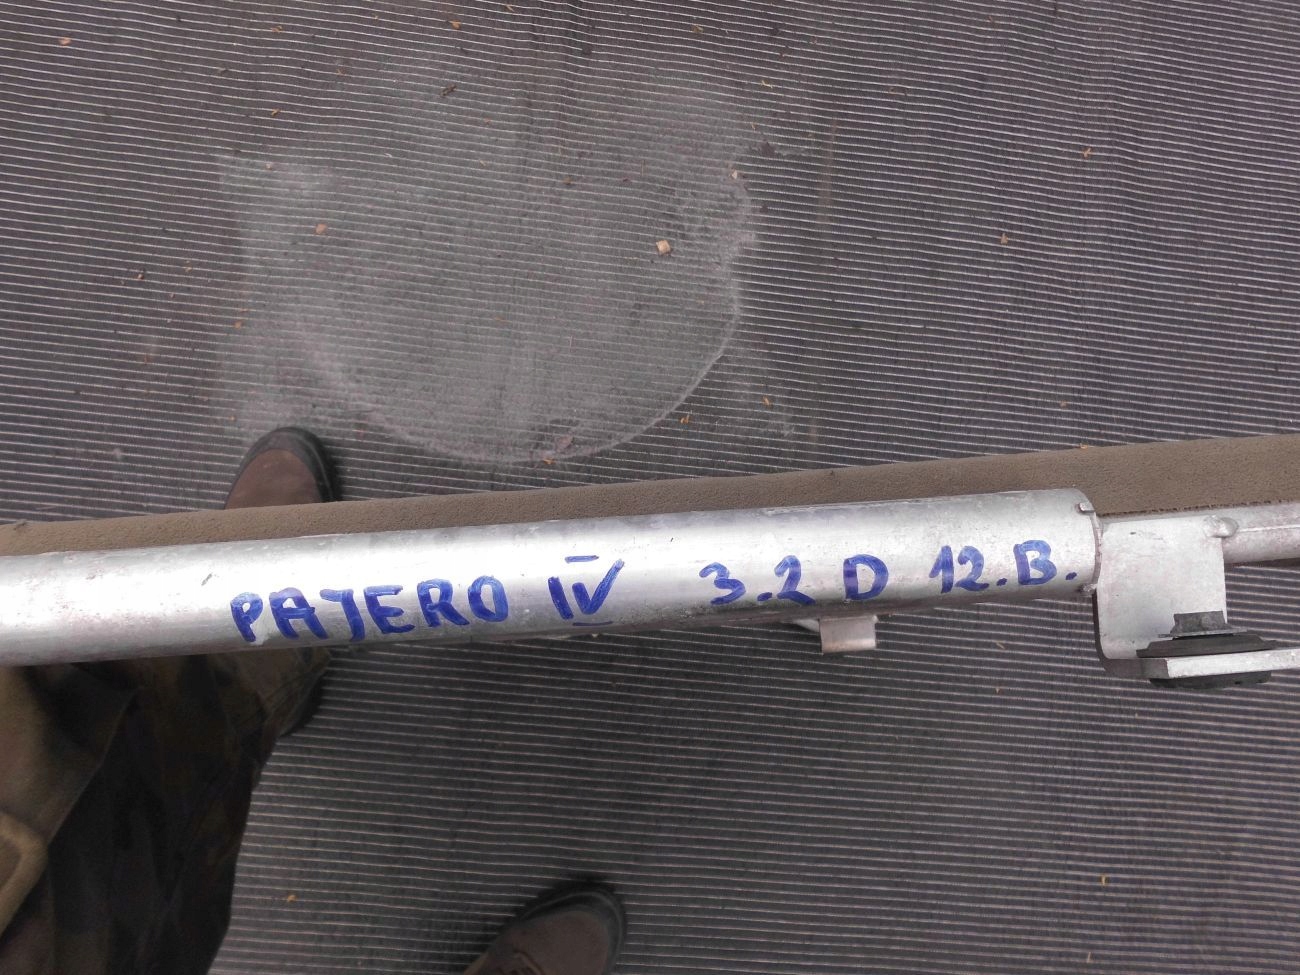 PAJERO IV 3.2 D 12.B.